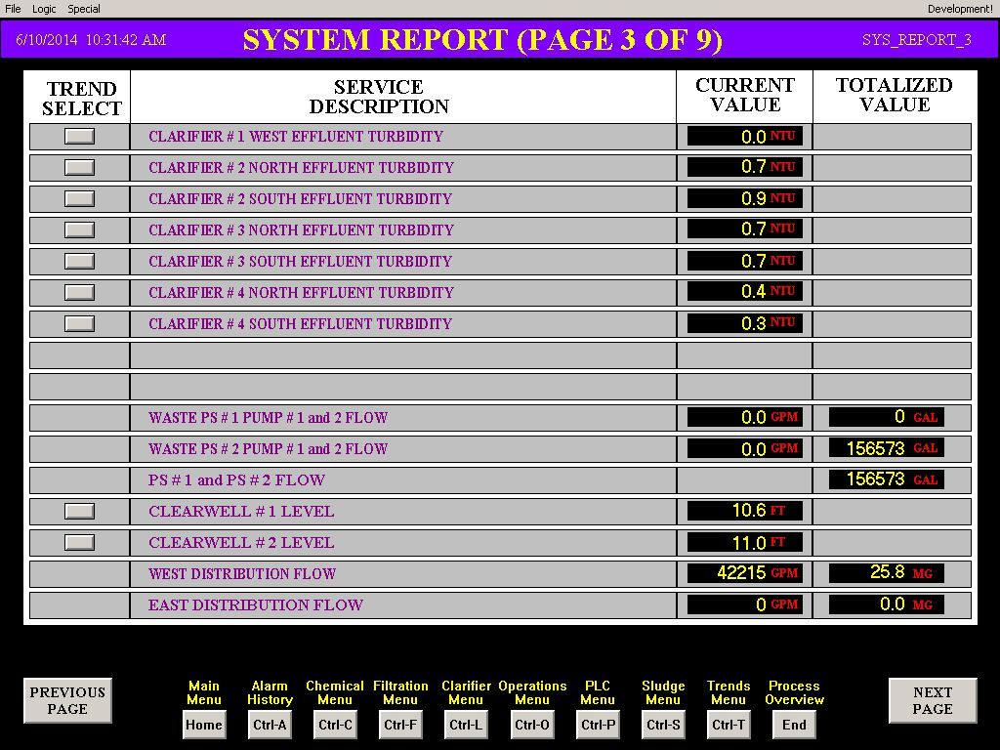 File Logic Special Development!
6/10/2014 10:31:42 AM SYSTEM REPORT (PAGE 3 OF 9) SYS_REPORT_3
TREND SELECT SERVICE DESCRIPTION CURRENT VALUE TOTALIZED VALUE
CLARIFIER # 1 WEST EFFLUENT TURBIDITY 0.0 NTU
CLARIFIER # 2 NORTH EFFLUENT TURBIDITY 0.7 NTU
CLARIFIER # 2 SOUTH EFFLUENT TURBIDITY 0.9 NTU
CLARIFIER # 3 NORTH EFFLUENT TURBIDITY 0.7 NTU
CLARIFIER # 3 SOUTH EFFLUENT TURBIDITY 0.7 NTU
CLARIFIER # 4 NORTH EFFLUENT TURBIDITY 0.4 NTU
CLARIFIER # 4 SOUTH EFFLUENT TURBIDITY 0.3 NTU
WASTE PS # 1 PUMP # 1 and 2 FLOW 0.0 GPM 0 GAL
WASTE PS # 2 PUMP # 1 and 2 FLOW 0.0 GPM 156573 GAL
PS # 1 and PS # 2 FLOW 156573 GAL
CLEARWELL # 1 LEVEL 10.6 FT
CLEARWELL # 2 LEVEL 11.0 FT
WEST DISTRIBUTION FLOW 42215 GPM 25.8 MG
EAST DISTRIBUTION FLOW 0 GPM 0.0 MG
PREVIOUS PAGE
Main Menu Home
Alarm History Ctrl-A
Chemical Menu Ctrl-C
Filtration Menu Ctrl-F
Clarifier Menu Ctrl-L
Operations Menu Ctrl-O
PLC Menu Ctrl-P
Sludge Menu Ctrl-S
Trends Menu Ctrl-T
Process Overview End
NEXT PAGE